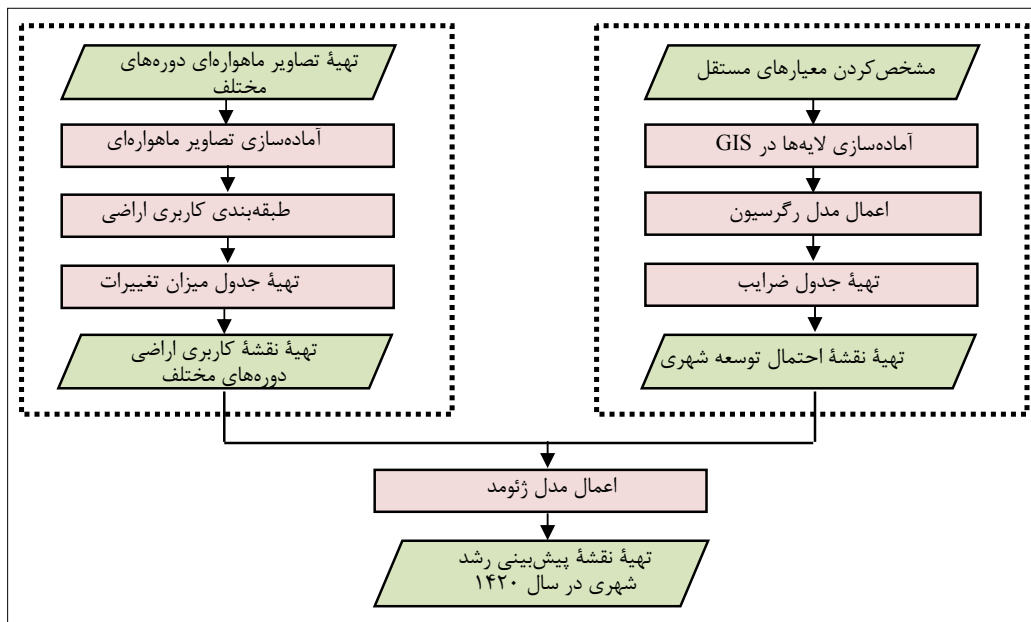 مشخص‌کردن معیارهای مستقل
آماده‌سازی لایه‌ها در GIS
اعمال مدل رگرسیون
تهیهٔ جدول ضرایب
تهیهٔ نقشهٔ احتمال توسعه شهری
تهیهٔ تصاویر ماهواره‌ای دوره‌های
مختلف
آماده‌سازی تصاویر ماهواره‌ای
طبقه‌بندی کاربری اراضی
تهیهٔ جدول میزان تغییرات
تهیهٔ نقشهٔ کاربری اراضی
دوره‌های مختلف
اعمال مدل ژئومد
تهیهٔ نقشهٔ پیش‌بینی رشد
شهری در سال ۱۴۲۰